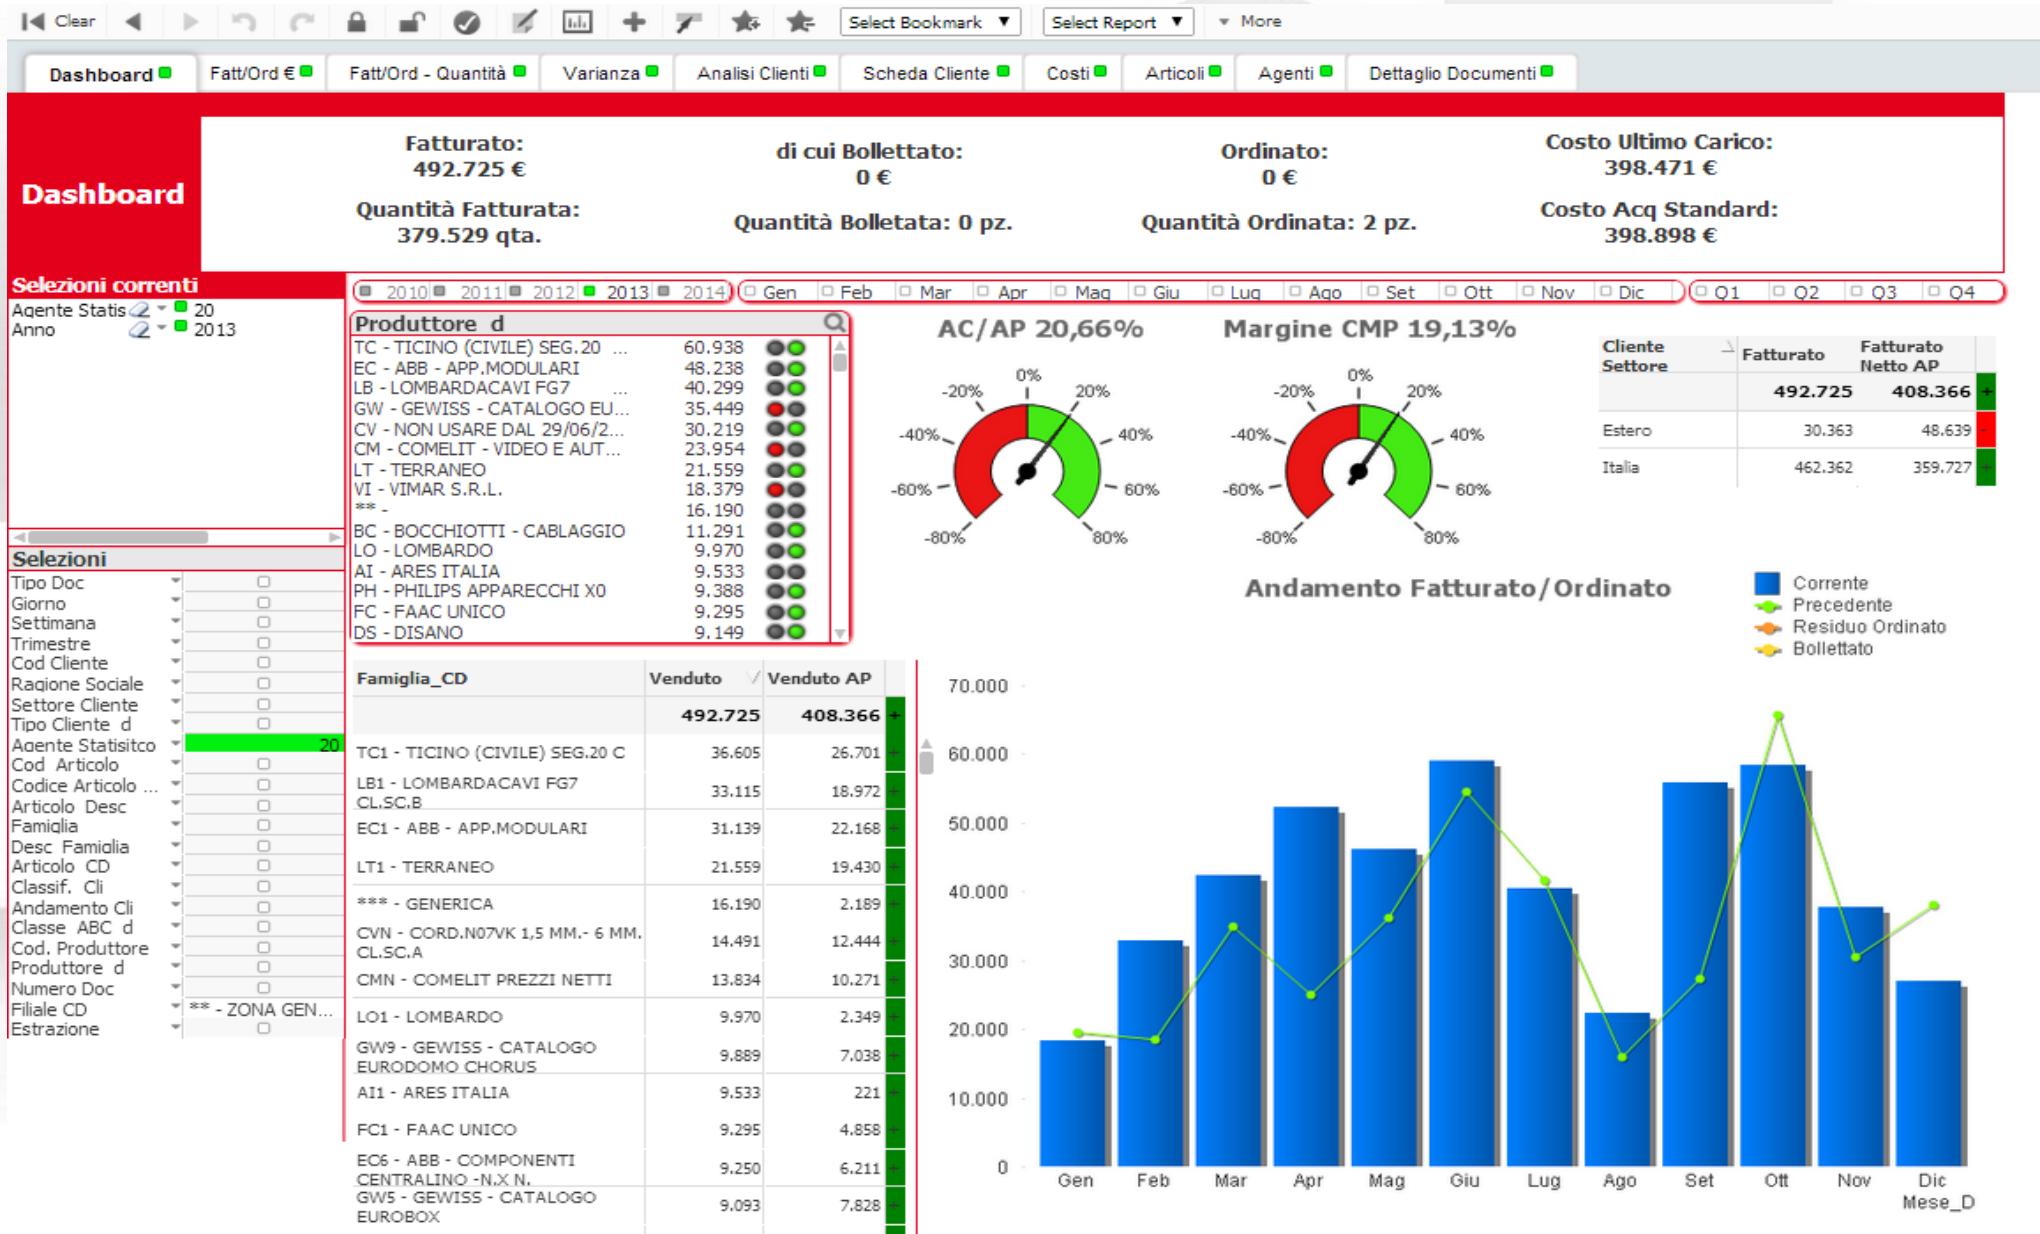 Clear
Select Bookmark ▼
Select Report ▼
More
Dashboard
Fatt/Ord €
Fatt/Ord - Quantità
Varianza
Analisi Clienti
Scheda Cliente
Costi
Articoli
Agenti
Dettaglio Documenti
Dashboard
Fatturato:
492.725 €
di cui Bollettato:
0 €
Ordinato:
0 €
Costo Ultimo Carico:
398.471 €
Quantità Fatturata:
379.529 qta.
Quantità Bolletata: 0 pz.
Quantità Ordinata: 2 pz.
Costo Acq Standard:
398.898 €
Selezioni correnti
Agente Statis 20
Anno 2013
2010 2011 2012 2013 2014
Gen Feb Mar Apr Mag Giu Lug Ago Set Ott Nov Dic
Q1 Q2 Q3 Q4
Produttore d
TC - TICINO (CIVILE) SEG.20 ... 60.938
EC - ABB - APP.MODULARI 48.238
LB - LOMBARDACAVI FG7 ... 40.299
GW - GEWISS - CATALOGO EU... 35.449
CV - NON USARE DAL 29/06/2... 30.219
CM - COMELIT - VIDEO E AUT... 23.954
LT - TERRANEO 21.559
VI - VIMAR S.R.L. 18.379
** - 16.190
BC - BOCCHIOTTI - CABLAGGIO 11.291
LO - LOMBARDO 9.970
AI - ARES ITALIA 9.533
PH - PHILIPS APPARECCHI X0 9.388
FC - FAAC UNICO 9.295
DS - DISANO 9.149
AC/AP 20,66%
-80% -60% -40% -20% 0% 20% 40% 60% 80%
Margine CMP 19,13%
-80% -60% -40% -20% 0% 20% 40% 60% 80%
Cliente Settore Fatturato Fatturato Netto AP
492.725 408.366 +
Estero 30.363 48.639 -
Italia 462.362 359.727 +
Selezioni
Tipo Doc
Giorno
Settimana
Trimestre
Cod Cliente
Ragione Sociale
Settore Cliente
Tipo Cliente d
Agente Statisitco 20
Cod Articolo
Codice Articolo ...
Articolo Desc
Famiglia
Desc Famiglia
Articolo CD
Classif. Cli
Andamento Cli
Classe ABC d
Cod. Produttore
Produttore d
Numero Doc
Filiale CD ** - ZONA GEN...
Estrazione
Famiglia_CD Venduto Venduto AP
492.725 408.366 +
TC1 - TICINO (CIVILE) SEG.20 C 36.605 26.701 +
LB1 - LOMBARDACAVI FG7
CL.SC.B 33.115 18.972 +
EC1 - ABB - APP.MODULARI 31.139 22.168 +
LT1 - TERRANEO 21.559 19.430 +
*** - GENERICA 16.190 2.189 +
CVN - CORD.N07VK 1,5 MM.- 6 MM.
CL.SC.A 14.491 12.444 +
CMN - COMELIT PREZZI NETTI 13.834 10.271 +
LO1 - LOMBARDO 9.970 2.349 +
GW9 - GEWISS - CATALOGO
EURODOMO CHORUS 9.889 7.038 +
AI1 - ARES ITALIA 9.533 221 +
FC1 - FAAC UNICO 9.295 4.858 +
EC6 - ABB - COMPONENTI
CENTRALINO -N.X N. 9.250 6.211 +
GW5 - GEWISS - CATALOGO
EUROBOX 9.093 7.828 +
Andamento Fatturato/Ordinato
Corrente
Precedente
Residuo Ordinato
Bollettato
70.000
60.000
50.000
40.000
30.000
20.000
10.000
0
Gen Feb Mar Apr Mag Giu Lug Ago Set Ott Nov Dic
Mese_D